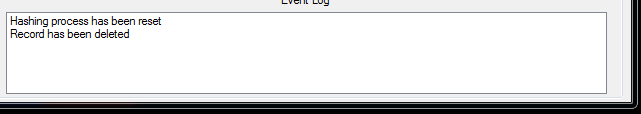 Event Log
Hashing process has been reset
Record has been deleted